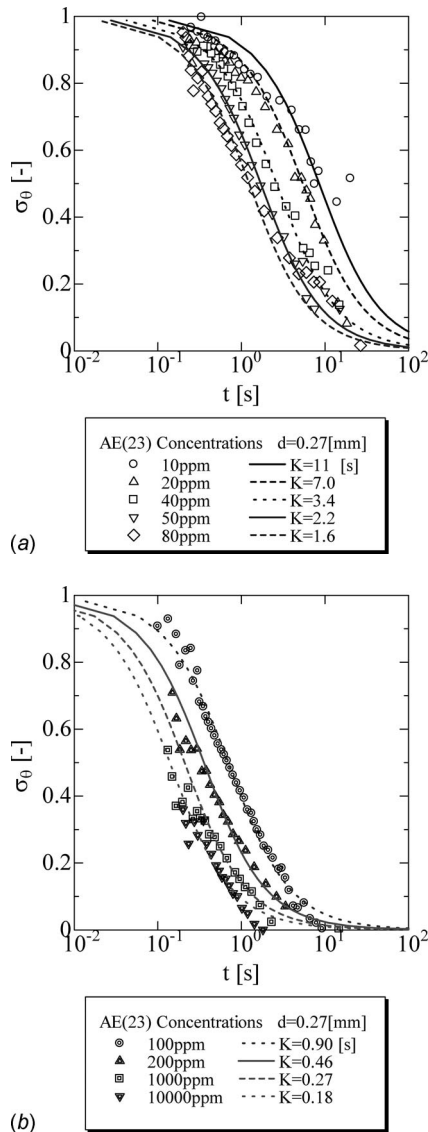 1
0.8
0.6
0.4
0.2
0
σθ [-]
10-2 10-1 100 101 102
t [s]
AE(23) Concentrations d=0.27[mm]
10ppm K=11 [s]
20ppm K=7.0
40ppm K=3.4
50ppm K=2.2
80ppm K=1.6
(a)
1
0.8
0.6
0.4
0.2
0
σθ [-]
10-2 10-1 100 101 102
t [s]
AE(23) Concentrations d=0.27[mm]
100ppm K=0.90 [s]
200ppm K=0.46
1000ppm K=0.27
10000ppm K=0.18
(b)